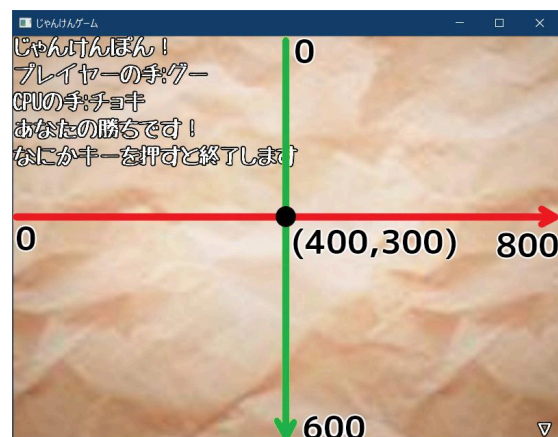 じゃんけんゲーム
じゃんけんぽん！
プレイヤーの手:グー
CPUの手:チョキ
あなたの勝ちです！
なにかキーを押すと終了します
0
0
(400,300)
800
600